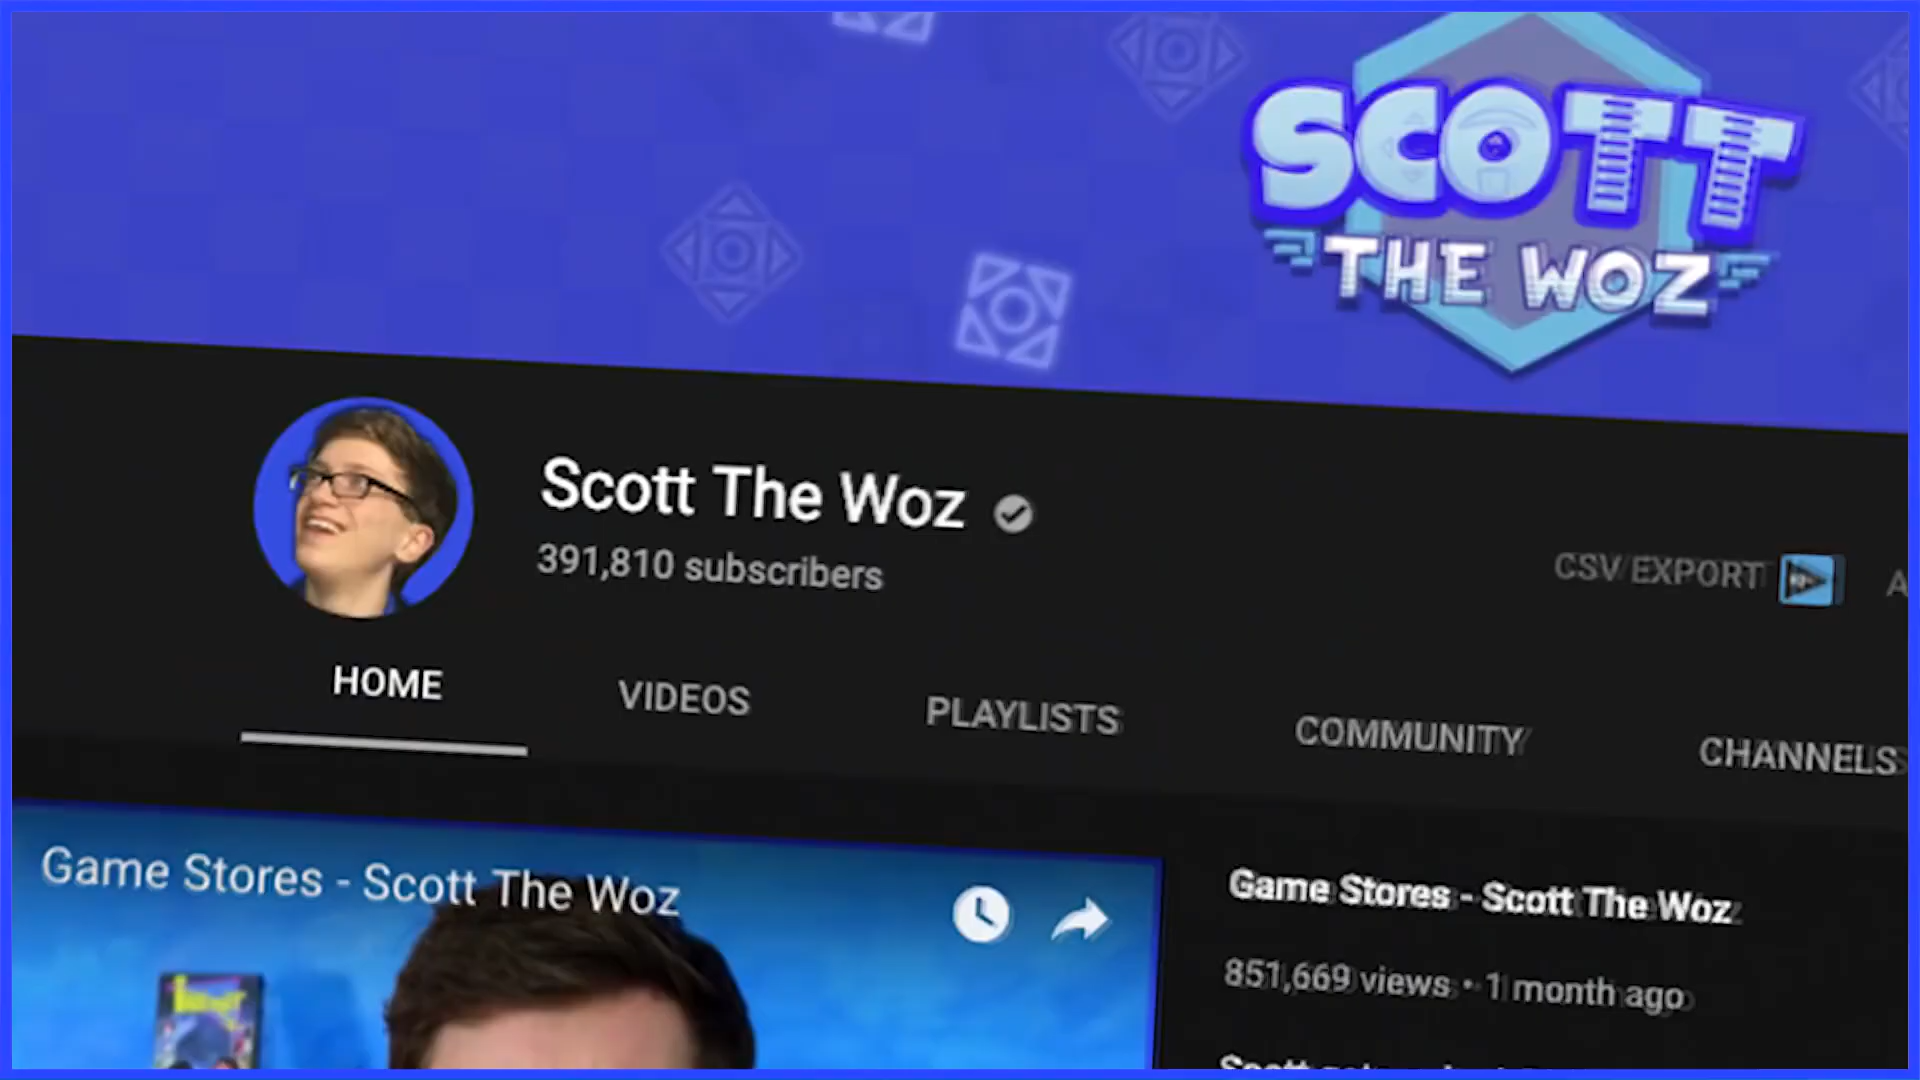 SCOTT
THE WOZ
Scott The Woz
391,810 subscribers
CSV EXPORT
HOME
VIDEOS
PLAYLISTS
COMMUNITY
CHANNELS
Game Stores - Scott The Woz
Game Stores - Scott The Woz
851,669 views • 1 month ago